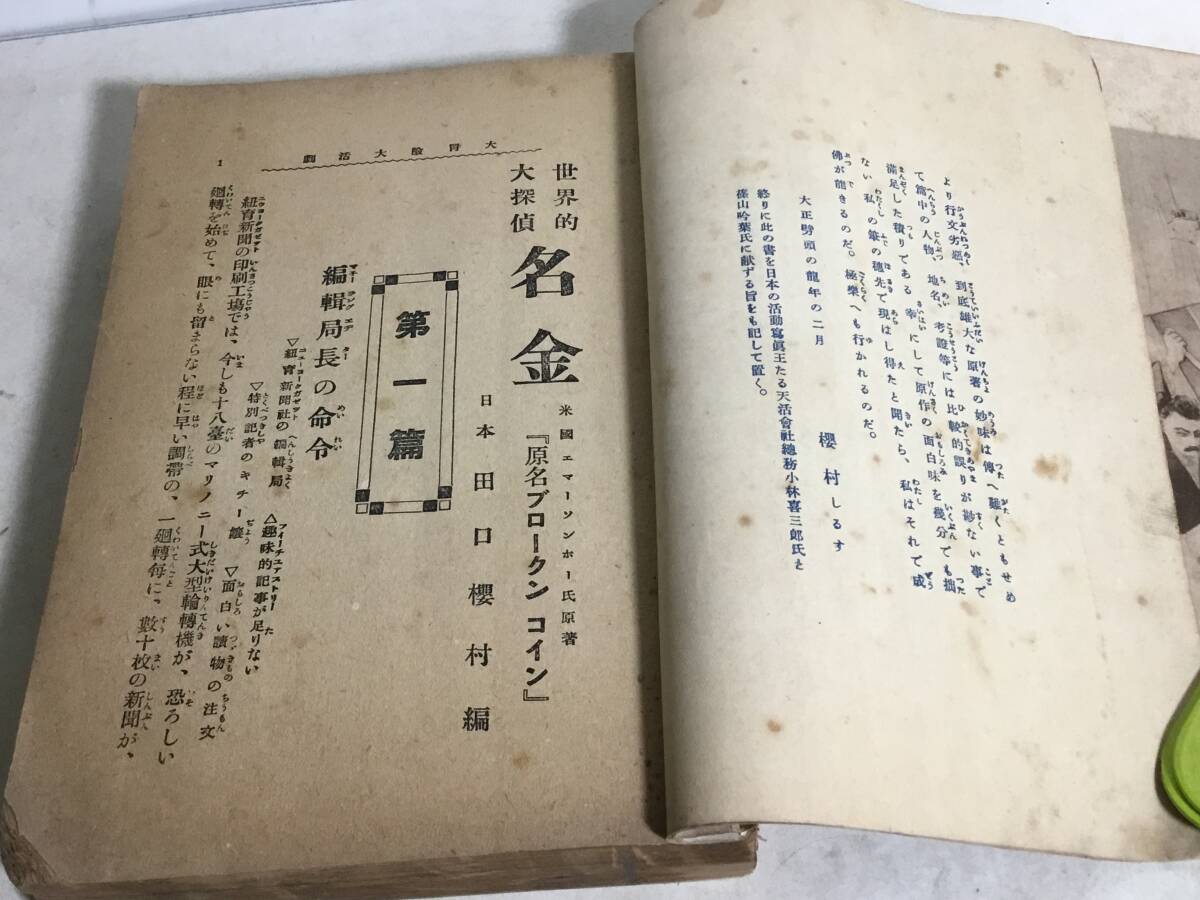 より行文劣惡、到底雄大な原著の妙味は傳へ難くともせめ
て篇中の人物、地名、考證等には比較的誤りが尠ない事で
滿足した積りである 幸にして原作の面白味を幾分でも拙
ない私の筆の穗先で現はし得たと聞たら、私はそれで成
佛が能きるのだ。極樂へも行かれるのだ。
大正劈頭の龍年の二月
櫻村しるす
終りに此の書を日本の活動寫眞王たる天活會社總務小林喜三郎氏と
篠山吟葉氏に献ずる旨をも記して置く。
大冒險大活劇
1
世界的
大探偵
名金
米國エマーソンホー氏原著
『原名ブロークンコイン』
日本田口櫻村編
第一篇
編輯局長の命令
▽紐育新聞社の編輯局 △趣味的記事が足りない
▽特別記者のキチー孃 ▽面白い讀物の注文
紐育新聞の印刷工場では、今しも十八臺のマリノニー式大型輪轉機が、恐ろしい
廻轉を始めて、眼にも留まらない程に早い調帶の、一廻轉每に、數十枚の新聞が、